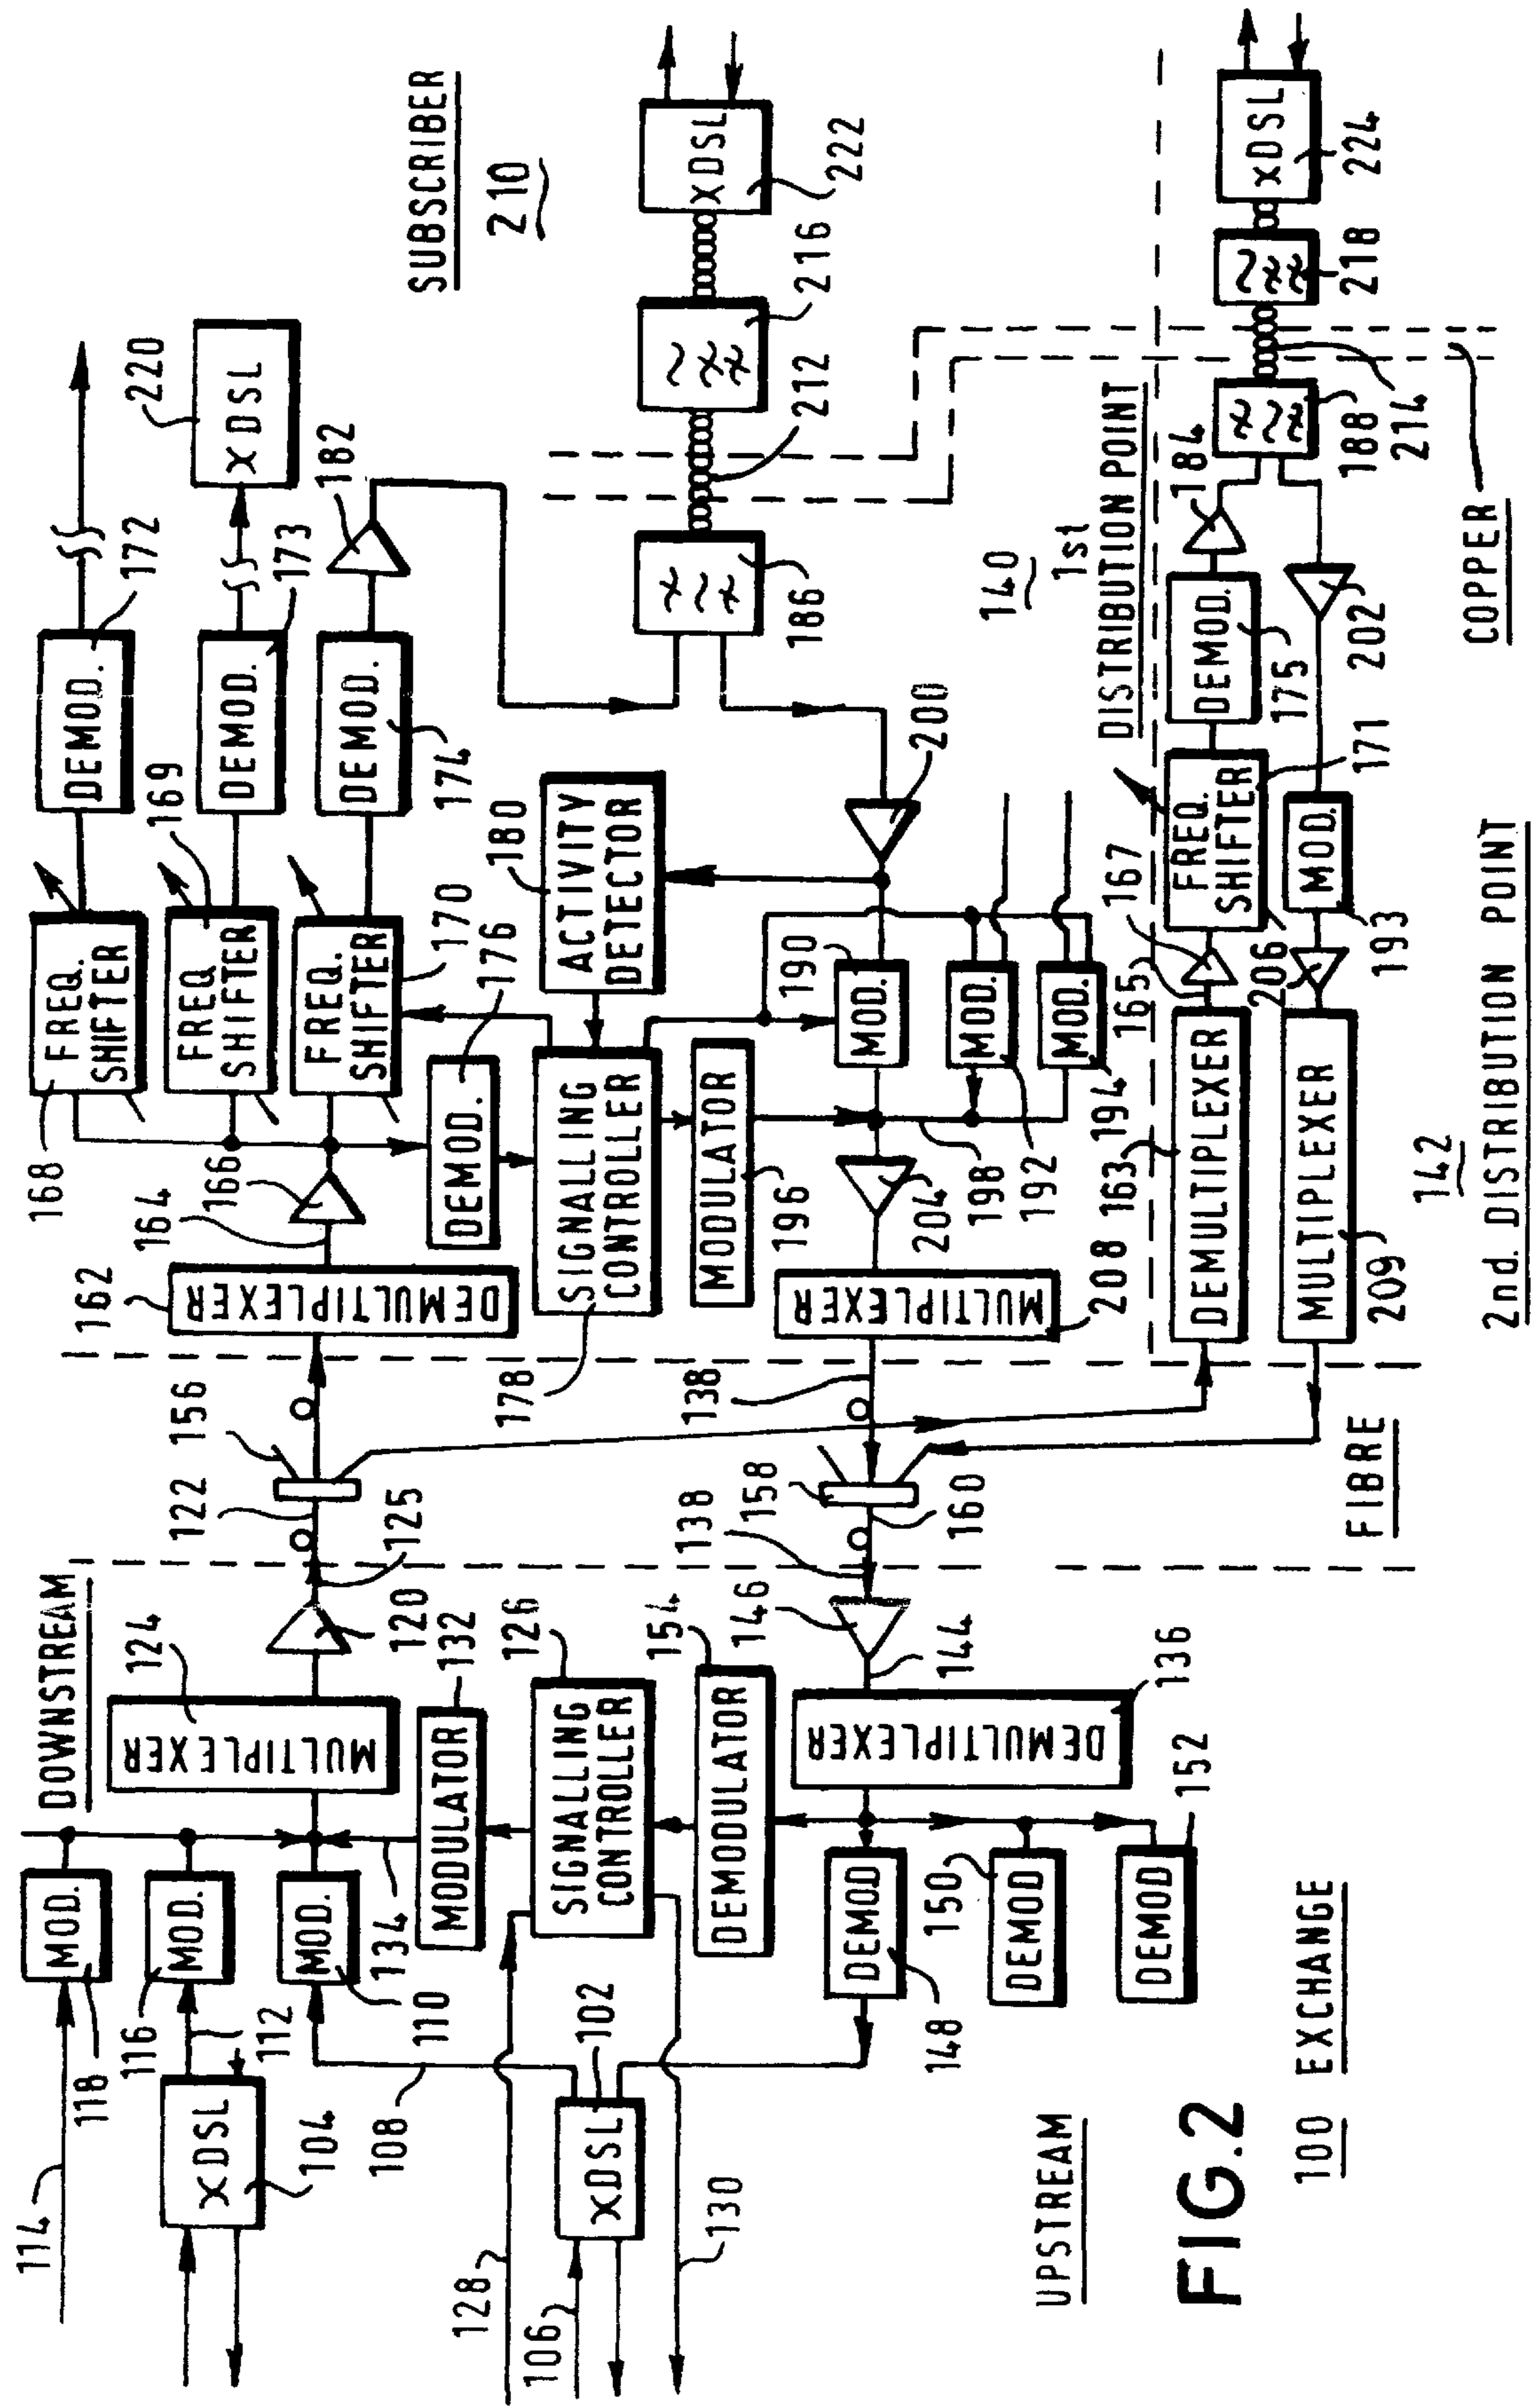 DOWNSTREAM
SUBSCRIBER
210
114
118
MOD.
116
MOD.
112
XDSL
104
108
MOD.
110
134
MULTIPLEXER
124
120
125
122
156
MODULATOR
132
128
SIGNALLING
CONTROLLER
126
106
XDSL
102
130
DEMODULATOR
154
146
144
138
158
160
138
DEMULTIPLEXER
136
DEMOD
148
150
DEMOD
DEMOD
152
162
DEMULTIPLEXER
164
166
168
FREQ.
SHIFTER
DEMOD.
172
FREQ
SHIFTER
169
DEMOD.
173
XDSL
220
FREQ.
SHIFTER
170
DEMOD.
174
182
DEMOD.
176
178
SIGNALLING
CONTROLLER
180
ACTIVITY
DETECTOR
MODULATOR
196
190
MOD.
MOD.
192
MOD.
194
198
200
204
MULTIPLEXER
208
186
212
216
XDSL
222
140
1st
DISTRIBUTION POINT
163
DEMULTIPLEXER
165
167
FREQ.
SHIFTER
171
DEMOD.
175
184
188
214
218
XDSL
224
MULTIPLEXER
209
206
MOD.
193
202
COPPER
FIBRE
142
2nd. DISTRIBUTION POINT
UPSTREAM
FIG.2
100 EXCHANGE